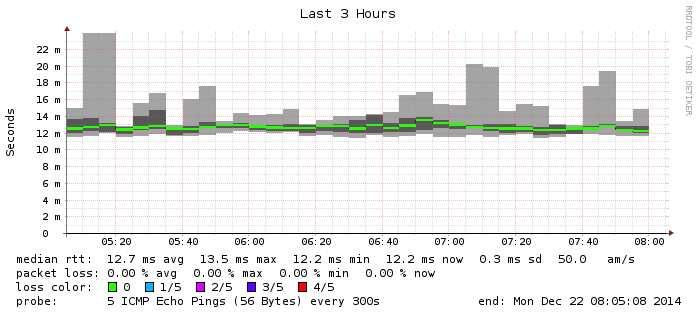 Last 3 Hours
RRDTOOL / TOBI OETIKER
Seconds
22 m
20 m
18 m
16 m
14 m
12 m
10 m
8 m
6 m
4 m
2 m
0
05:20 05:40 06:00 06:20 06:40 07:00 07:20 07:40 08:00
median rtt: 12.7 ms avg 13.5 ms max 12.2 ms min 12.2 ms now 0.3 ms sd 50.0 am/s
packet loss: 0.00 % avg 0.00 % max 0.00 % min 0.00 % now
loss color: 0 1/5 2/5 3/5 4/5
probe: 5 ICMP Echo Pings (56 Bytes) every 300s end: Mon Dec 22 08:05:08 2014